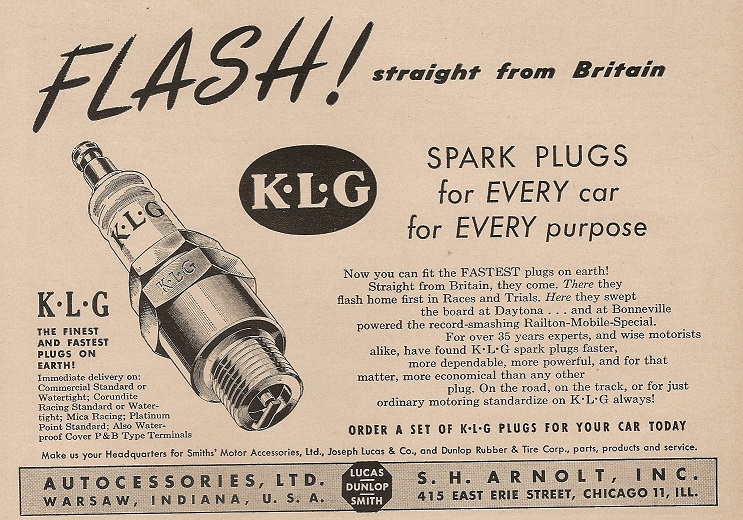 FLASH! straight from Britain
K·L·G
SPARK PLUGS
for EVERY car
for EVERY purpose
K·L·G
K·L·G
Now you can fit the FASTEST plugs on earth!
Straight from Britain, they come. There they
flash home first in Races and Trials. Here they swept
the board at Daytona . . . and at Bonneville
powered the record-smashing Railton-Mobile-Special.
For over 35 years experts, and wise motorists
alike, have found K·L·G spark plugs faster,
more dependable, more powerful, and for that
matter, more economical than any other
plug. On the road, on the track, or for just
ordinary motoring standardize on K·L·G always!
K·L·G
THE FINEST
AND FASTEST
PLUGS ON
EARTH!
Immediate delivery on:
Commercial Standard or
Watertight; Corundite
Racing Standard or Water-
tight; Mica Racing; Platinum
Point Standard; Also Water-
proof Cover P & B Type Terminals
ORDER A SET OF K·L·G PLUGS FOR YOUR CAR TODAY
Make us your Headquarters for Smiths' Motor Accessories, Ltd., Joseph Lucas & Co., and Dunlop Rubber & Tire Corp., parts, products and service.
AUTOCESSORIES, LTD.
WARSAW, INDIANA, U. S. A.
LUCAS
DUNLOP
SMITH
S. H. ARNOLT, INC.
415 EAST ERIE STREET, CHICAGO 11, ILL.